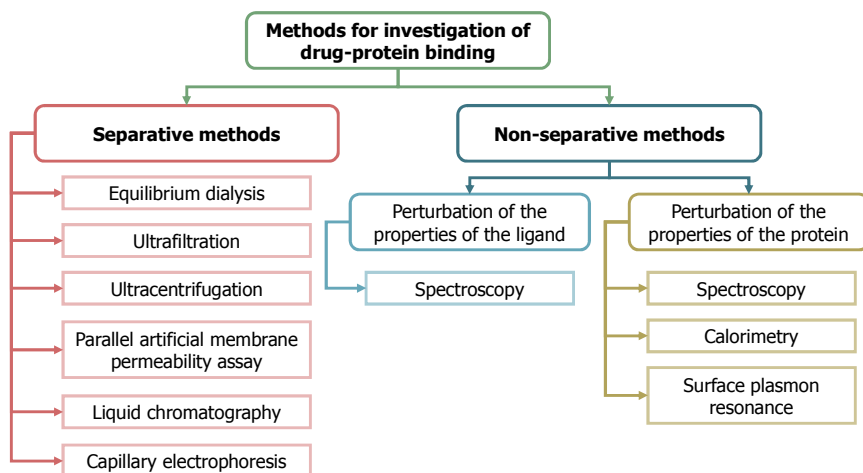 Methods for investigation of
drug-protein binding
Separative methods
Equilibrium dialysis
Ultrafiltration
Ultracentrifugation
Parallel artificial membrane
permeability assay
Liquid chromatography
Capillary electrophoresis
Non-separative methods
Perturbation of the
properties of the ligand
Spectroscopy
Perturbation of the
properties of the protein
Spectroscopy
Calorimetry
Surface plasmon
resonance